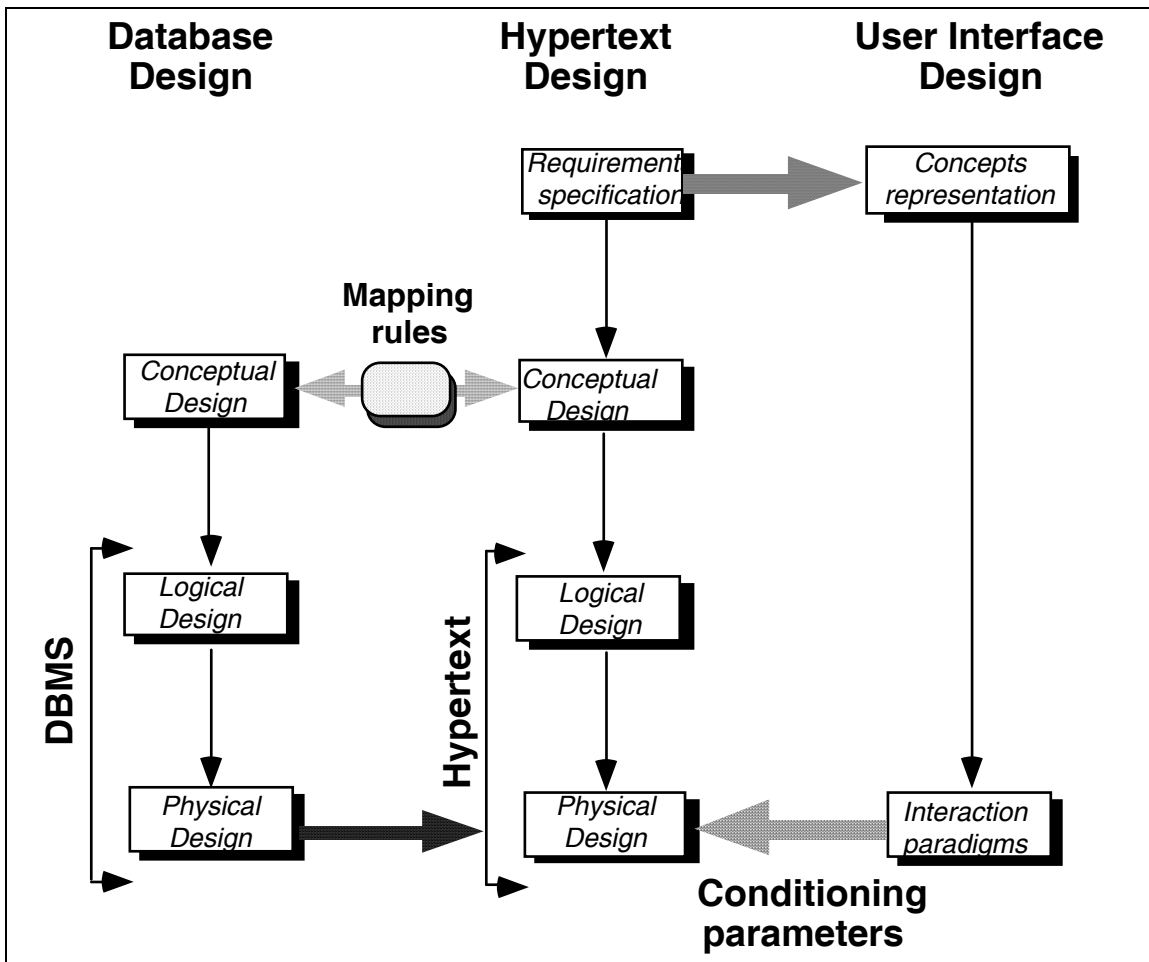 Database
Design
Hypertext
Design
User Interface
Design
Requirement
specification
Concepts
representation
Mapping
rules
Conceptual
Design
Conceptual
Design
Logical
Design
Logical
Design
DBMS
Hypertext
Physical
Design
Physical
Design
Interaction
paradigms
Conditioning
parameters